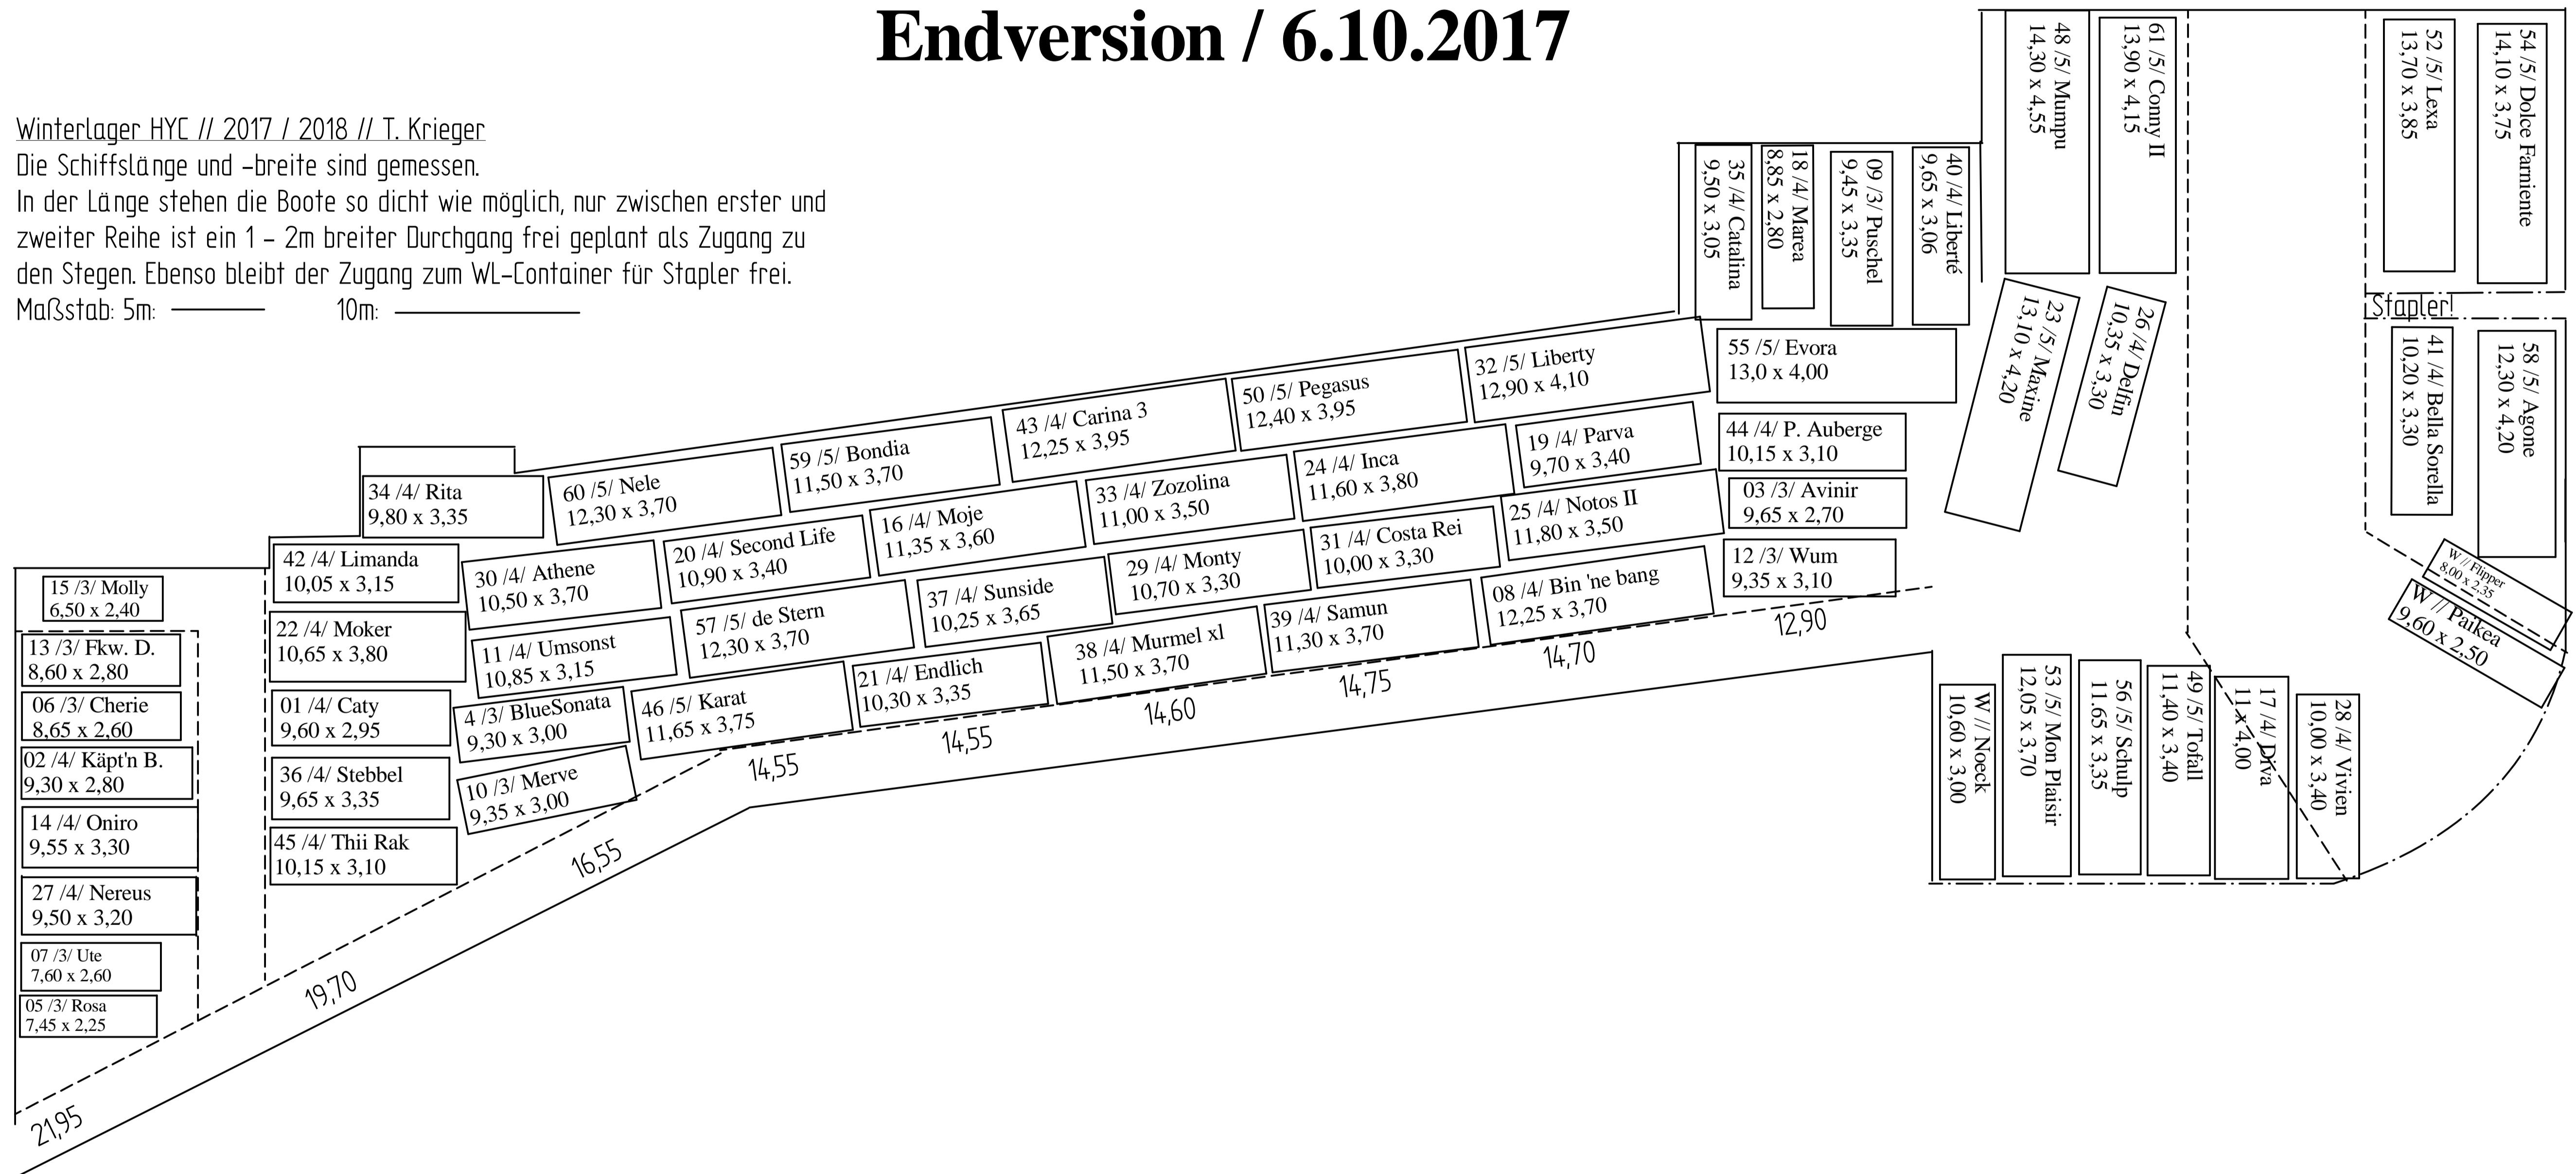 Endversion / 6.10.2017
Winterlager HYC // 2017 / 2018 // T. Krieger
Die Schiffslänge und -breite sind gemessen.
In der Länge stehen die Boote so dicht wie möglich, nur zwischen erster und
zweiter Reihe ist ein 1 - 2m breiter Durchgang frei geplant als Zugang zu
den Stegen. Ebenso bleibt der Zugang zum WL-Container für Stapler frei.
Maßstab: 5m: 10m:
15 /3/ Molly
6,50 x 2,40
13 /3/ Fkw. D.
8,60 x 2,80
06 /3/ Cherie
8,65 x 2,60
02 /4/ Käpt'n B.
9,30 x 2,80
14 /4/ Oniro
9,55 x 3,30
27 /4/ Nereus
9,50 x 3,20
07 /3/ Ute
7,60 x 2,60
05 /3/ Rosa
7,45 x 2,25
34 /4/ Rita
9,80 x 3,35
42 /4/ Limanda
10,05 x 3,15
22 /4/ Moker
10,65 x 3,80
01 /4/ Caty
9,60 x 2,95
36 /4/ Stebbel
9,65 x 3,35
45 /4/ Thii Rak
10,15 x 3,10
60 /5/ Nele
12,30 x 3,70
59 /5/ Bondia
11,50 x 3,70
43 /4/ Carina 3
12,25 x 3,95
50 /5/ Pegasus
12,40 x 3,95
32 /5/ Liberty
12,90 x 4,10
30 /4/ Athene
10,50 x 3,70
20 /4/ Second Life
10,90 x 3,40
16 /4/ Moje
11,35 x 3,60
33 /4/ Zozolina
11,00 x 3,50
24 /4/ Inca
11,60 x 3,80
19 /4/ Parva
9,70 x 3,40
11 /4/ Umsonst
10,85 x 3,15
57 /5/ de Stern
12,30 x 3,70
37 /4/ Sunside
10,25 x 3,65
29 /4/ Monty
10,70 x 3,30
31 /4/ Costa Rei
10,00 x 3,30
25 /4/ Notos II
11,80 x 3,50
4 /3/ BlueSonata
9,30 x 3,00
46 /5/ Karat
11,65 x 3,75
21 /4/ Endlich
10,30 x 3,35
38 /4/ Murmel xl
11,50 x 3,70
39 /4/ Samun
11,30 x 3,70
08 /4/ Bin 'ne bang
12,25 x 3,70
10 /3/ Merve
9,35 x 3,00
35 /4/ Catalina
9,50 x 3,05
18 /4/ Marea
8,85 x 2,80
09 /3/ Puschel
9,45 x 3,35
40 /4/ Liberté
9,65 x 3,06
55 /5/ Evora
13,0 x 4,00
44 /4/ P. Auberge
10,15 x 3,10
03 /3/ Avinir
9,65 x 2,70
12 /3/ Wum
9,35 x 3,10
21,95
19,70
16,55
14,55
14,55
14,60
14,75
14,70
12,90
48 /5/ Mumpu
14,30 x 4,55
61 /5/ Conny II
13,90 x 4,15
23 /5/ Maxine
13,10 x 4,20
26 /4/ Delfin
10,35 x 3,30
52 /5/ Lexa
13,70 x 3,85
54 /5/ Dolce Farniente
14,10 x 3,75
Stapler!
41 /4/ Bella Sorella
10,20 x 3,30
58 /5/ Agone
12,30 x 4,20
W // Flipper
8,00 x 2,35
W // Paikea
9,60 x 2,50
W // Noeck
10,60 x 3,00
53 /5/ Mon Plaisir
12,05 x 3,70
56 /5/ Schulp
11.65 x 3,35
49 /5/ Tofall
11,40 x 3,40
17 /4/ Diva
11 x 4,00
28 /4/ Vivien
10,00 x 3,40